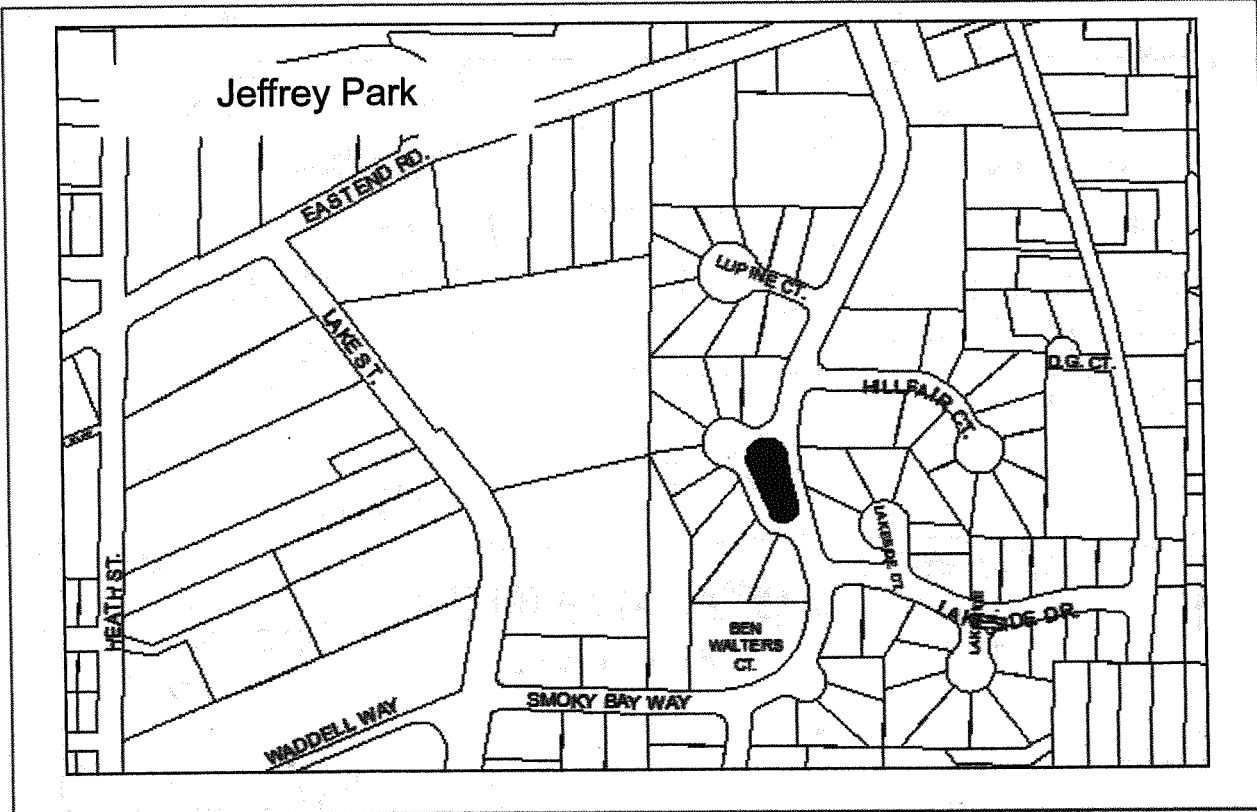 Jeffrey Park
EAST END RD.
LUPINE CT.
LAKE ST.
D.G. CT.
HILLFAIR CT.
LAKESIDE CT.
HEATH ST.
LAKESIDE DR.
BEN
WALTERS
CT.
SMOKY BAY WAY
WADDELL WAY